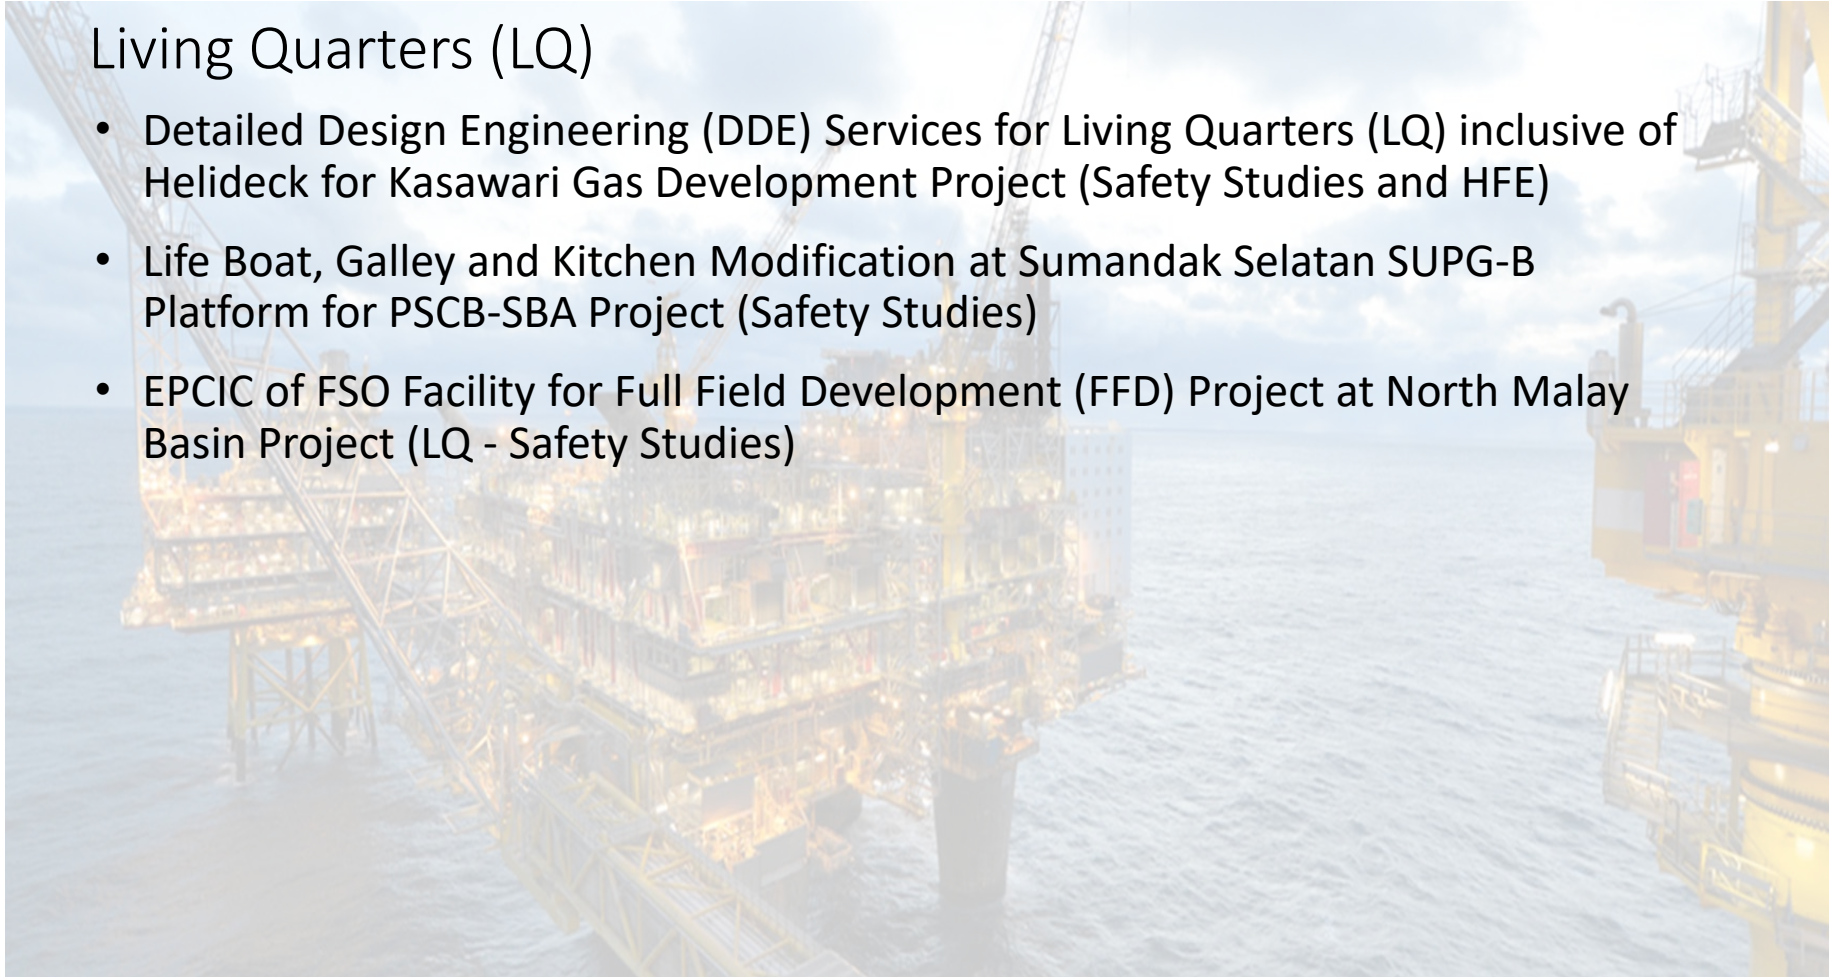 Living Quarters (LQ)
• Detailed Design Engineering (DDE) Services for Living Quarters (LQ) inclusive of
Helideck for Kasawari Gas Development Project (Safety Studies and HFE)
• Life Boat, Galley and Kitchen Modification at Sumandak Selatan SUPG-B
Platform for PSCB-SBA Project (Safety Studies)
• EPCIC of FSO Facility for Full Field Development (FFD) Project at North Malay
Basin Project (LQ - Safety Studies)